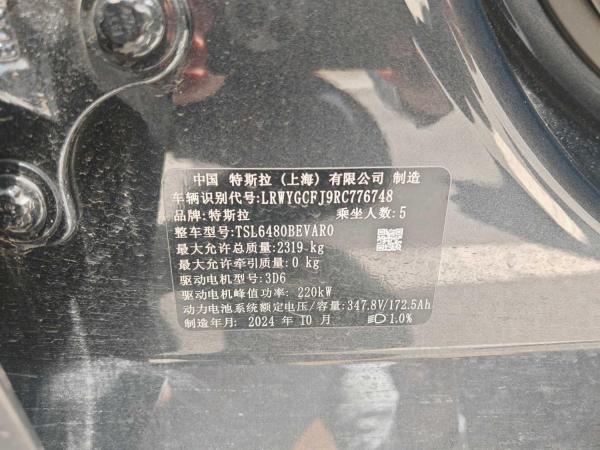 中国 特斯拉（上海）有限公司 制造
车辆识别代号:LRWYGCFJ9RC776748
品牌:特斯拉 乘坐人数:5
整车型号:TSL6480BEVAR0
最大允许总质量:2319 kg
最大允许牵引质量:0 kg
驱动电机型号:3D6
驱动电机峰值功率: 220kW
动力电池系统额定电压/容量:347.8V/172.5Ah
制造年月: 2024 年 10 月 1.0%